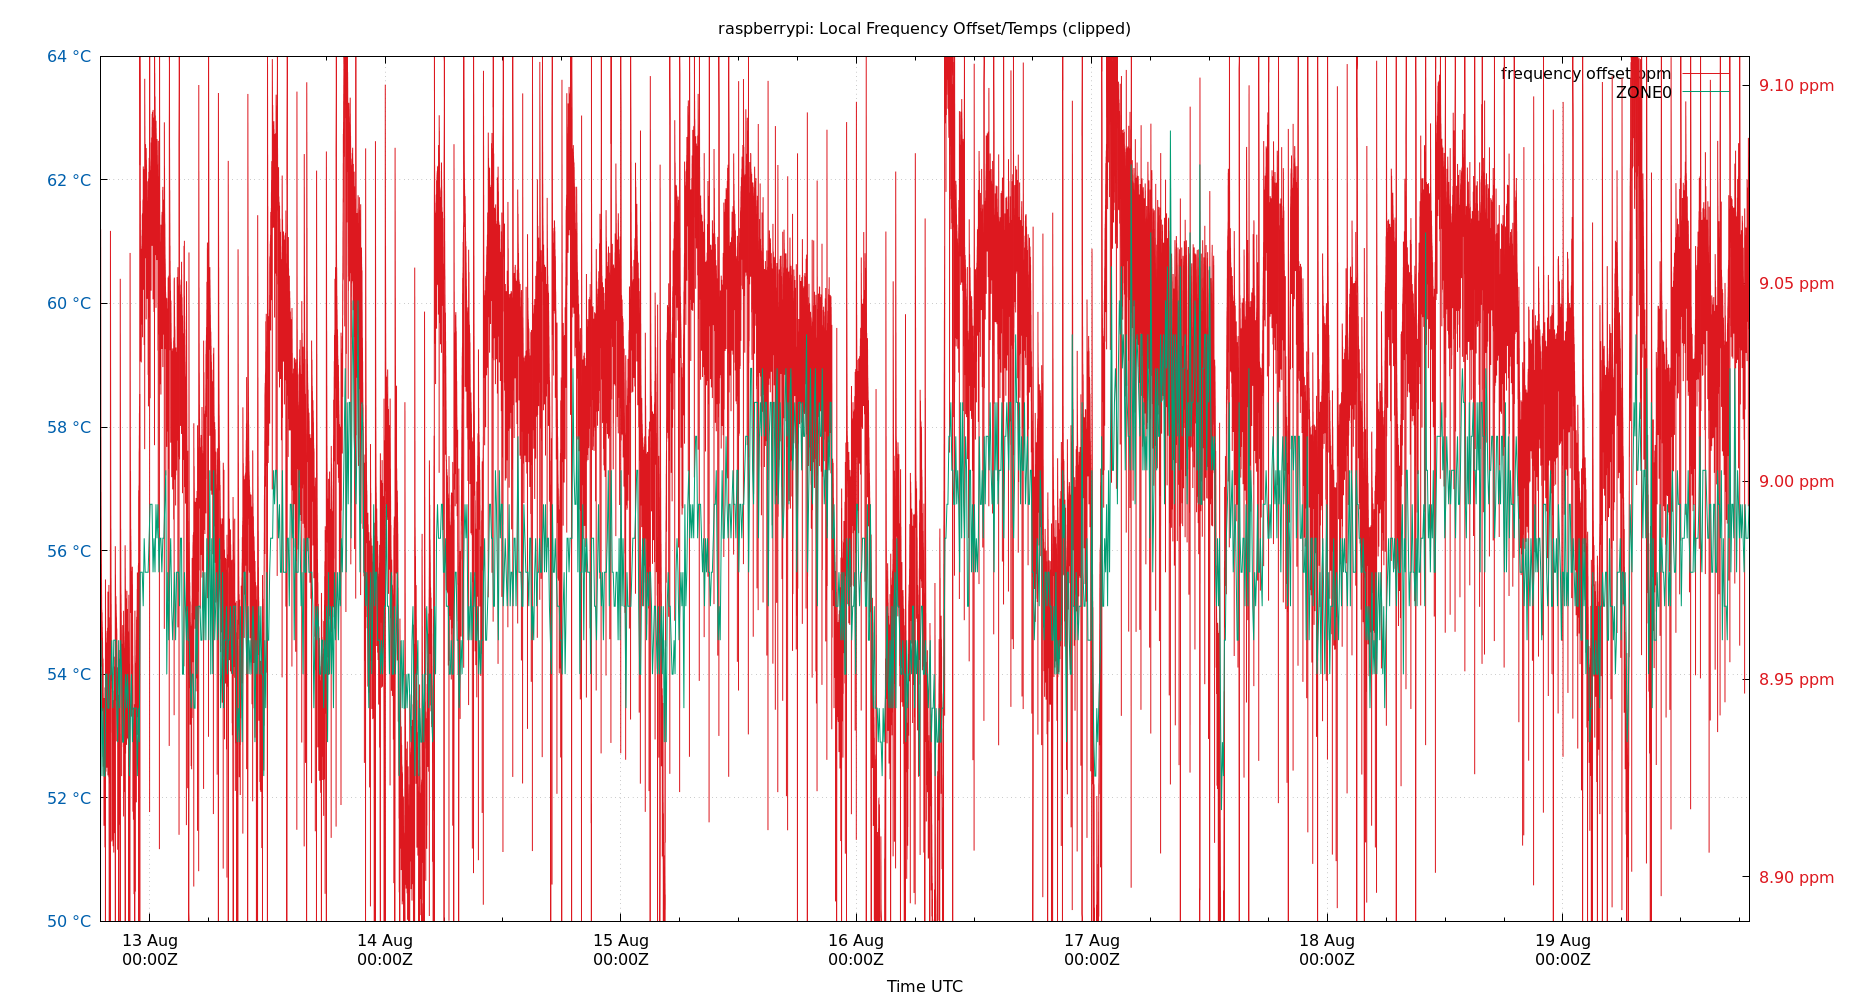 raspberrypi: Local Frequency Offset/Temps (clipped)
64 °C
62 °C
60 °C
58 °C
56 °C
54 °C
52 °C
50 °C
frequency offset ppm
ZONE0
9.10 ppm
9.05 ppm
9.00 ppm
8.95 ppm
8.90 ppm
13 Aug
00:00Z
14 Aug
00:00Z
15 Aug
00:00Z
16 Aug
00:00Z
17 Aug
00:00Z
18 Aug
00:00Z
19 Aug
00:00Z
Time UTC